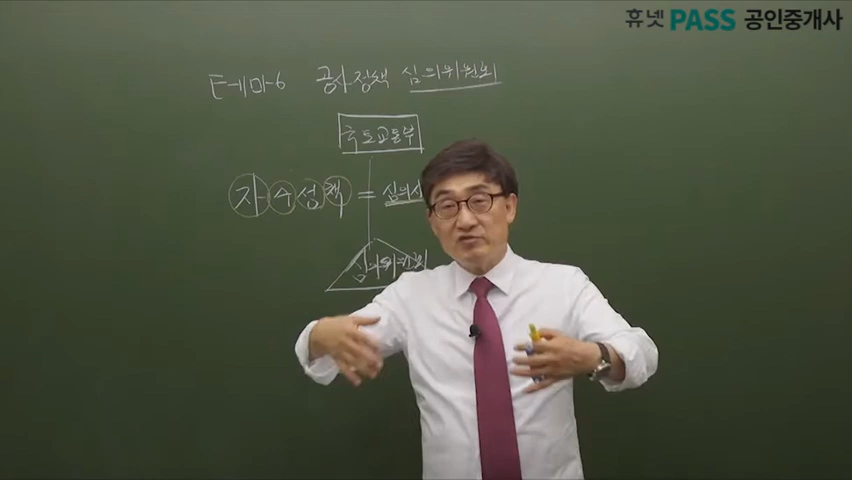 휴넷 PASS 공인중개사
테마6 공사정책 심의위원회
국토교통부
자수성책 = 심의사
심의위원회